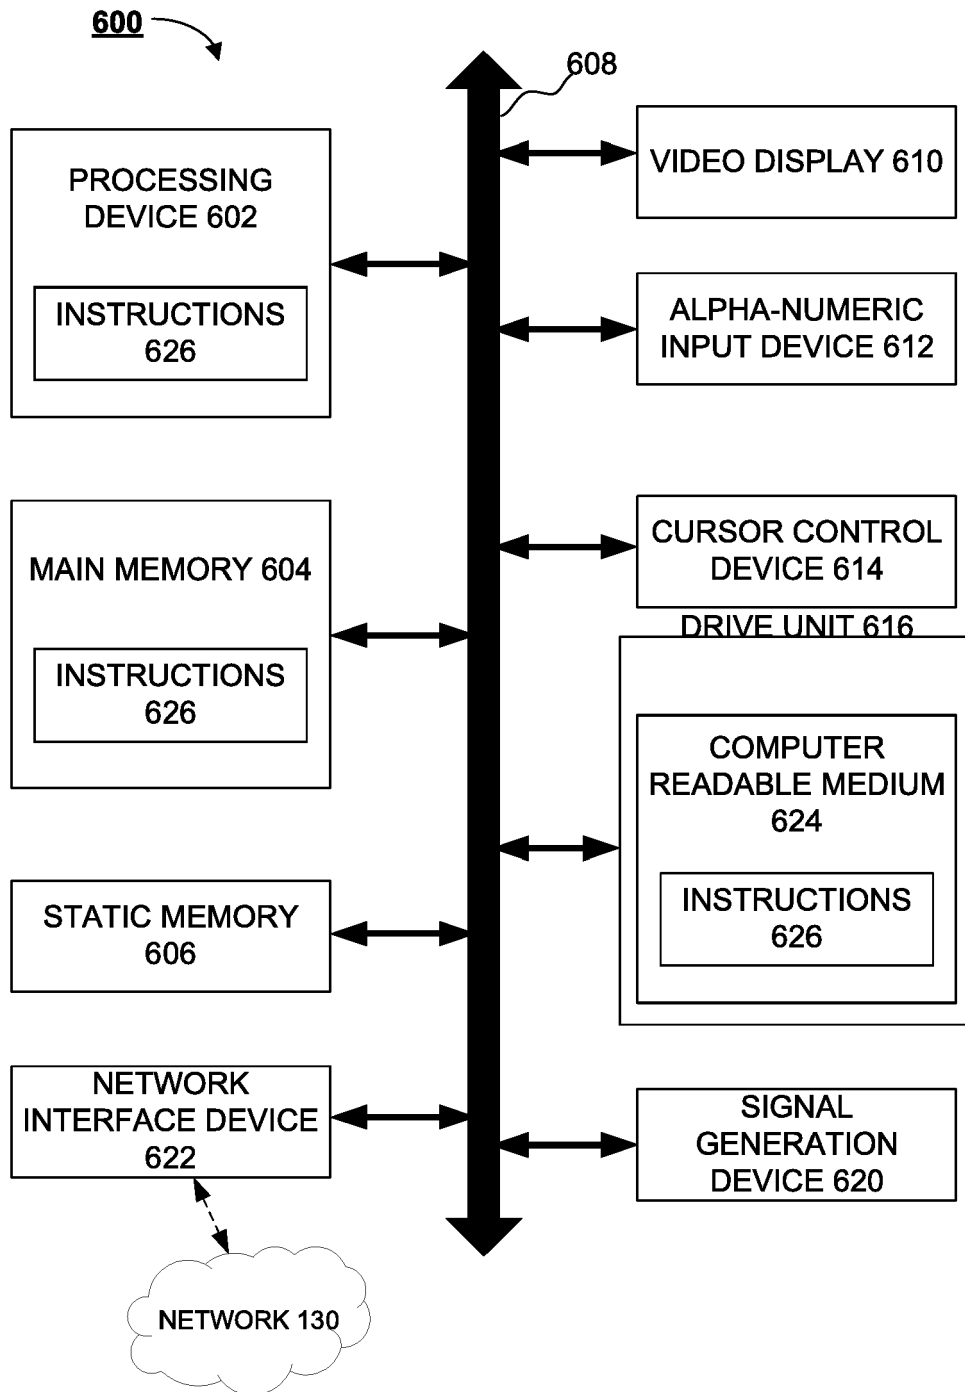 600
608
PROCESSING
DEVICE 602
INSTRUCTIONS
626
MAIN MEMORY 604
INSTRUCTIONS
626
STATIC MEMORY
606
NETWORK
INTERFACE DEVICE
622
NETWORK 130
VIDEO DISPLAY 610
ALPHA-NUMERIC
INPUT DEVICE 612
CURSOR CONTROL
DEVICE 614
DRIVE UNIT 616
COMPUTER
READABLE MEDIUM
624
INSTRUCTIONS
626
SIGNAL
GENERATION
DEVICE 620